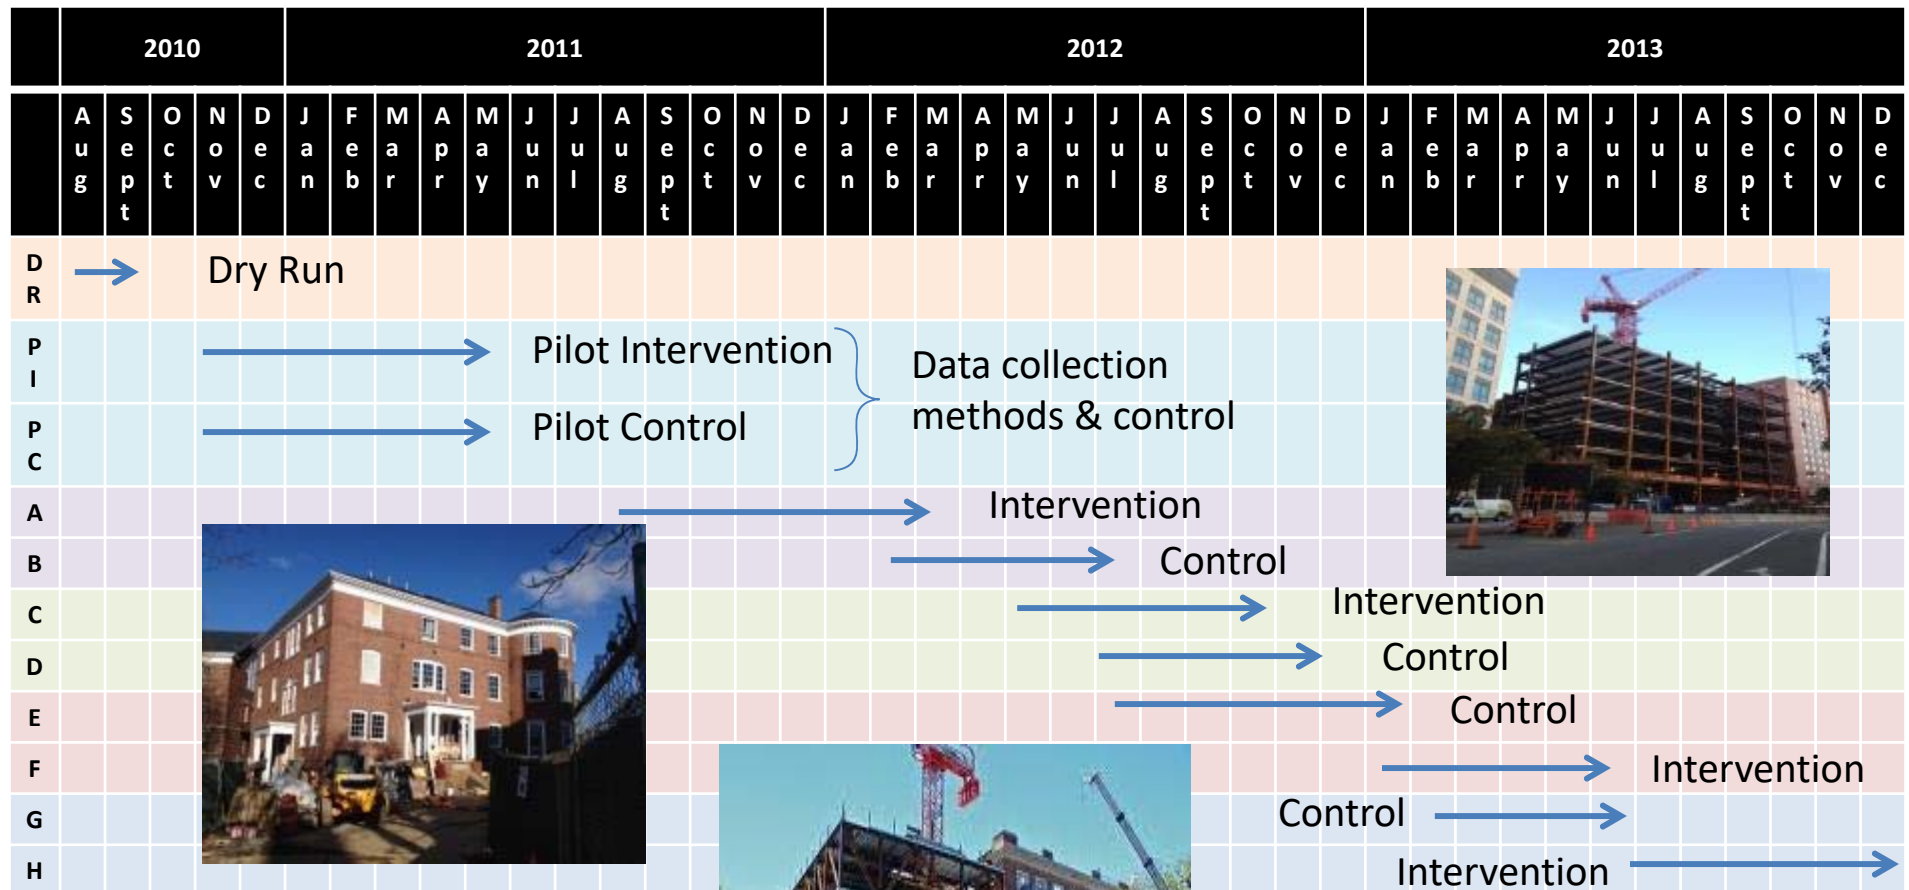 2010 2011 2012 2013
Aug Sept Oct Nov Dec Jan Feb Mar Apr May Jun Jul Aug Sept Oct Nov Dec Jan Feb Mar Apr May Jun Jul Aug Sept Oct Nov Dec Jan Feb Mar Apr May Jun Jul Aug Sept Oct Nov Dec
DR Dry Run
PI Pilot Intervention
PC Pilot Control
Data collection
methods & control
A Intervention
B Control
C Intervention
D Control
E Control
F Intervention
G Control
H Intervention